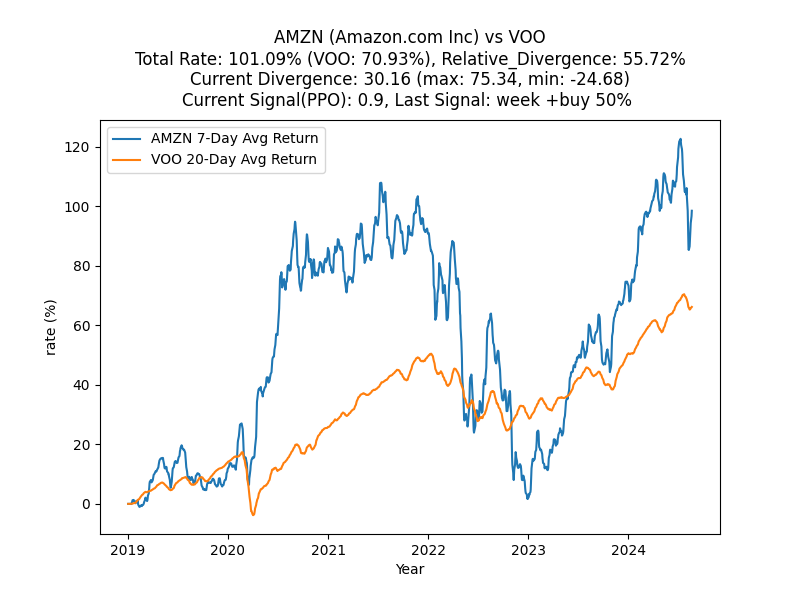 AMZN (Amazon.com Inc) vs VOO
Total Rate: 101.09% (VOO: 70.93%), Relative_Divergence: 55.72%
Current Divergence: 30.16 (max: 75.34, min: -24.68)
Current Signal(PPO): 0.9, Last Signal: week +buy 50%
AMZN 7-Day Avg Return
VOO 20-Day Avg Return
rate (%)
120
100
80
60
40
20
0
2019 2020 2021 2022 2023 2024
Year